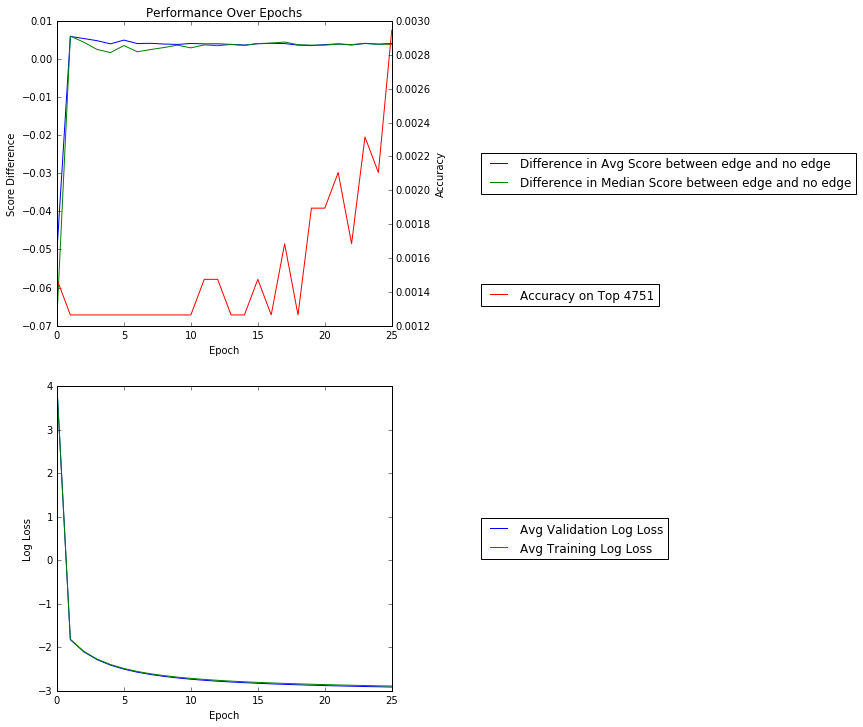 Performance Over Epochs
0.01
0.00
−0.01
−0.02
−0.03
−0.04
−0.05
−0.06
−0.07
Score Difference
0.0030
0.0028
0.0026
0.0024
0.0022
0.0020
0.0018
0.0016
0.0014
0.0012
Accuracy
0 5 10 15 20 25
Epoch
Difference in Avg Score between edge and no edge
Difference in Median Score between edge and no edge
Accuracy on Top 4751
4
3
2
1
0
−1
−2
−3
Log Loss
0 5 10 15 20 25
Epoch
Avg Validation Log Loss
Avg Training Log Loss